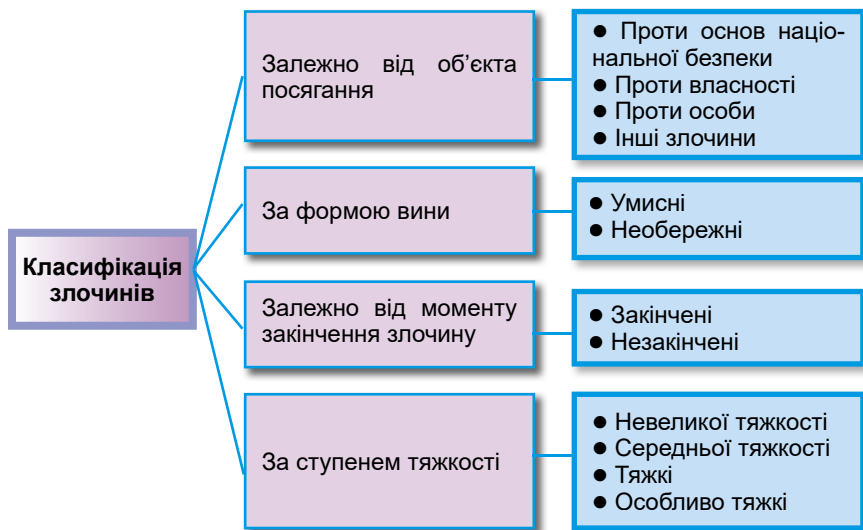 Класифікація
злочинів
Залежно від об’єкта
посягання
● Проти основ націо-
нальної безпеки
● Проти власності
● Проти особи
● Інші злочини
За формою вини
● Умисні
● Необережні
Залежно від моменту
закінчення злочину
● Закінчені
● Незакінчені
За ступенем тяжкості
● Невеликої тяжкості
● Середньої тяжкості
● Тяжкі
● Особливо тяжкі